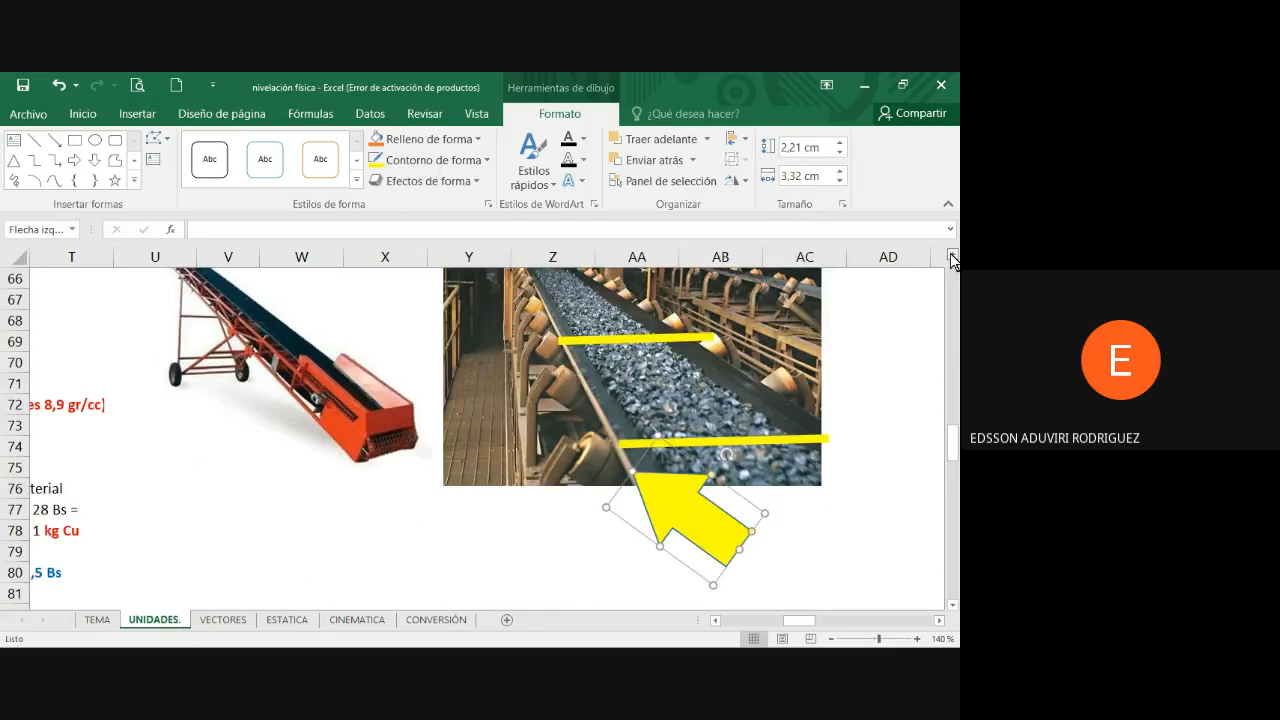 nivelación física - Excel (Error de activación de productos)
Herramientas de dibujo
Archivo
Inicio
Insertar
Diseño de página
Fórmulas
Datos
Revisar
Vista
Formato
¿Qué desea hacer?
Compartir
Abc
Abc
Abc
Relleno de forma
Contorno de forma
Efectos de forma
Estilos
rápidos
Traer adelante
Enviar atrás
Panel de selección
2,21 cm
3,32 cm
Insertar formas
Estilos de forma
Estilos de WordArt
Organizar
Tamaño
Flecha izq...
fx
T U V W X Y Z AA AB AC AD
66
67
68
69
70
71
72 es 8,9 gr/cc)
73
74
75
76 terial
77 28 Bs =
78 1 kg Cu
79
80 ,5 Bs
81
E
EDSSON ADUVIRI RODRIGUEZ
TEMA
UNIDADES.
VECTORES
ESTATICA
CINEMATICA
CONVERSIÓN
Listo
140 %